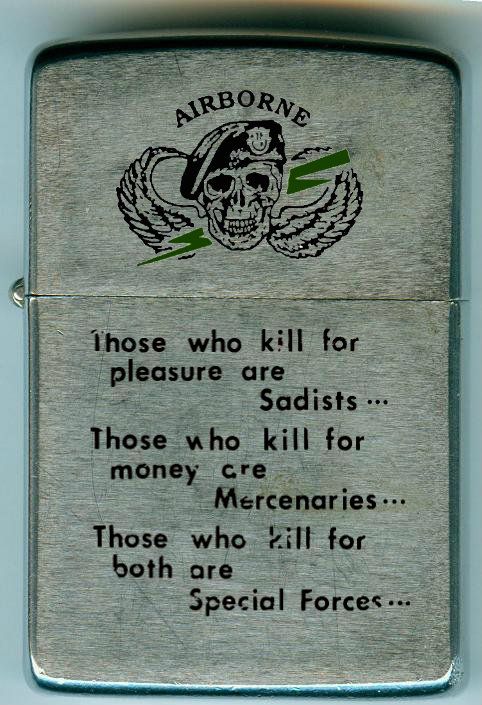 AIRBORNE
Those who kill for
pleasure are
Sadists ...
Those who kill for
money are
Mercenaries ...
Those who kill for
both are
Special Forces ...